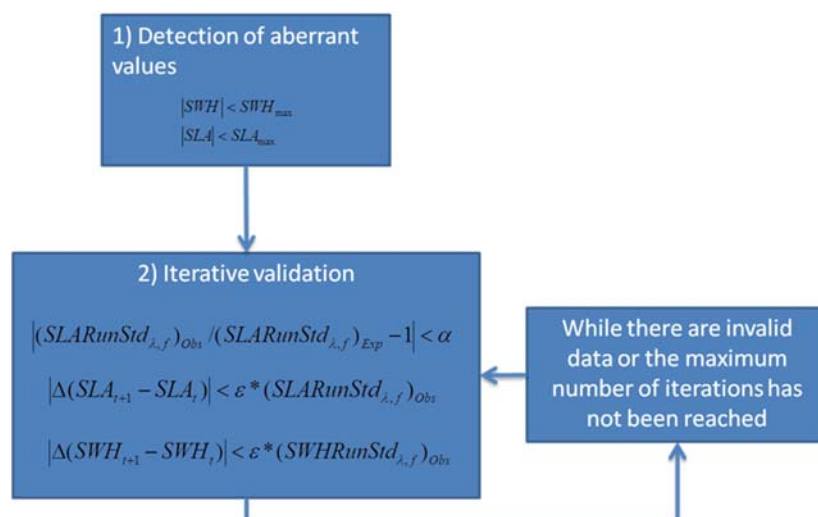 1) Detection of aberrant
values
|SWH| < SWH_max
|SLA| < SLA_max
2) Iterative validation
|(SLARunStd_λ,f)_Obs /(SLARunStd_λ,f)_Exp −1| < α
|Δ(SLA_t+1 − SLA_t)| < ε*(SLARunStd_λ,f)_Obs
|Δ(SWH_t+1 − SWH_t)| < ε*(SWHRunStd_λ,f)_Obs
While there are invalid
data or the maximum
number of iterations has
not been reached